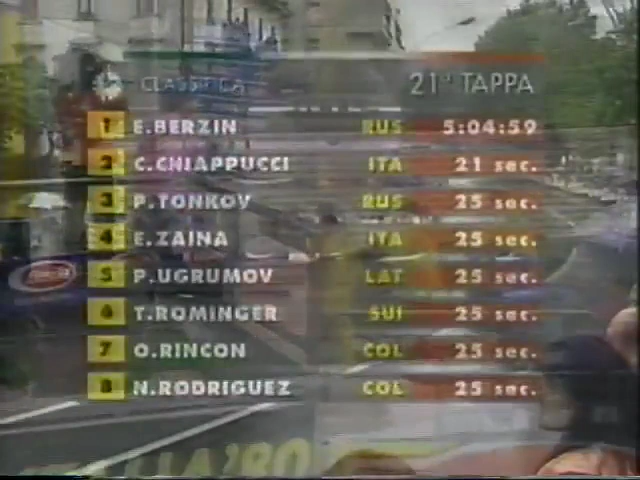 CLASSIFICA 21ª TAPPA
1 E.BERZIN RUS 5:04:59
2 C.CHIAPPUCCI ITA 21 sec.
3 P.TONKOV RUS 25 sec.
4 E.ZAINA ITA 25 sec.
5 P.UGRUMOV LAT 25 sec.
6 T.ROMINGER SUI 25 sec.
7 O.RINCON COL 25 sec.
8 N.RODRIGUEZ COL 25 sec.